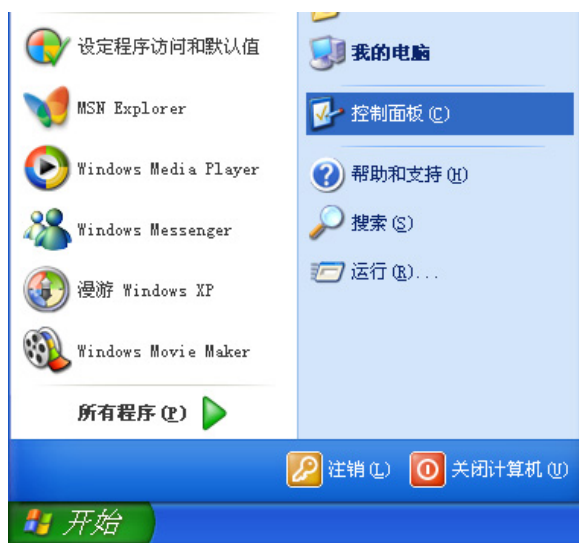 设定程序访问和默认值
MSN Explorer
Windows Media Player
Windows Messenger
漫游 Windows XP
Windows Movie Maker
所有程序(P)
我的电脑
控制面板(C)
帮助和支持(H)
搜索(S)
运行(R)...
注销(L)
关闭计算机(U)
开始